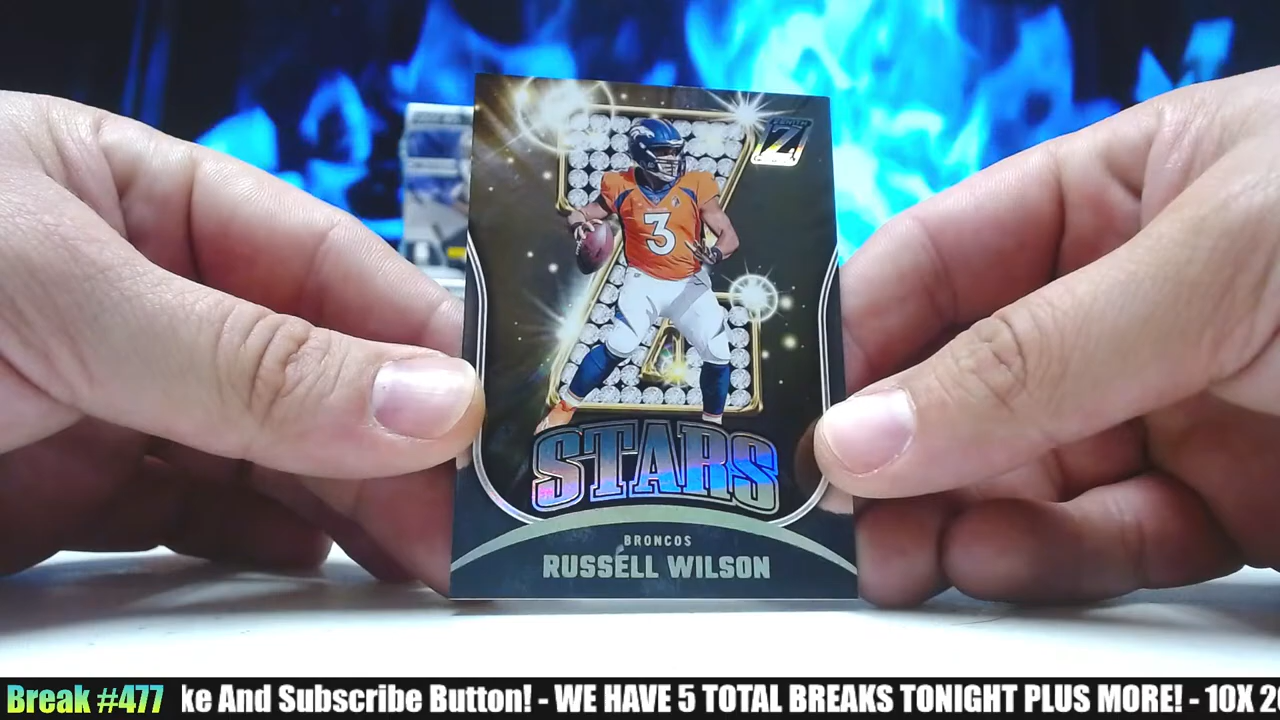 ZENITH
Z
3
STARS
BRONCOS
RUSSELL WILSON
Break #477 ke And Subscribe Button! - WE HAVE 5 TOTAL BREAKS TONIGHT PLUS MORE! - 10X 2